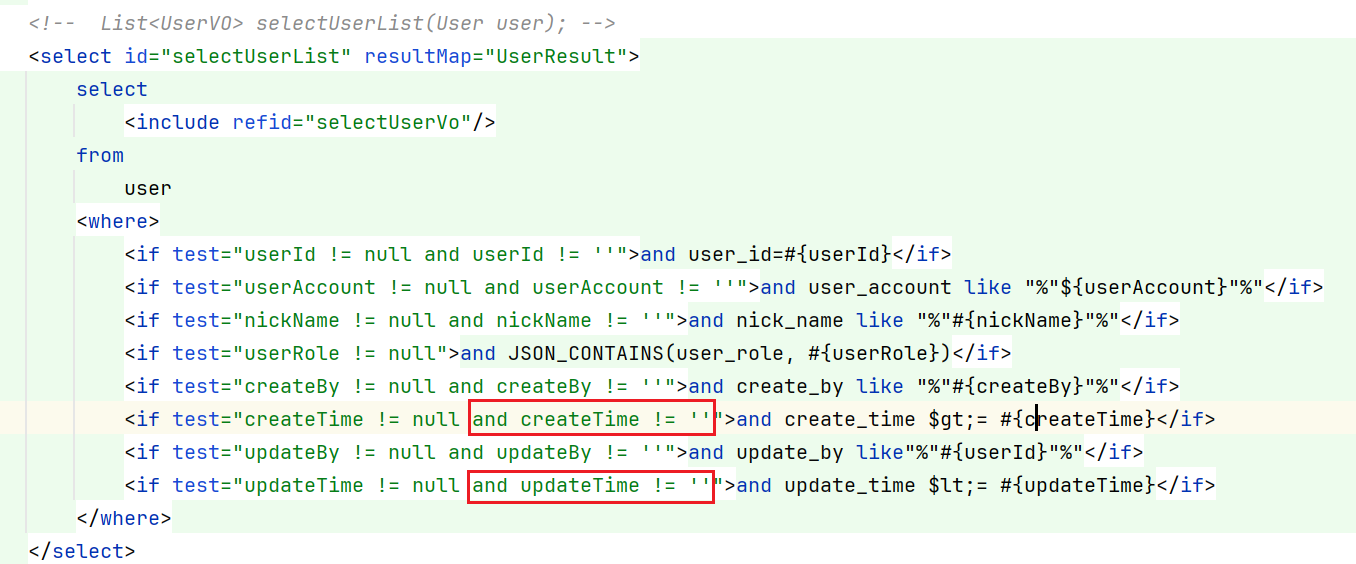 <!--  List<UserVO> selectUserList(User user); -->
<select id="selectUserList" resultMap="UserResult">
    select
        <include refid="selectUserVo"/>
    from
        user
    <where>
        <if test="userId != null and userId != ''">and user_id=#{userId}</if>
        <if test="userAccount != null and userAccount != ''">and user_account like "%"${userAccount}"%"</if>
        <if test="nickName != null and nickName != ''">and nick_name like "%"#{nickName}"%"</if>
        <if test="userRole != null">and JSON_CONTAINS(user_role, #{userRole})</if>
        <if test="createBy != null and createBy != ''">and create_by like "%"#{createBy}"%"</if>
        <if test="createTime != null and createTime != ''">and create_time $gt;= #{createTime}</if>
        <if test="updateBy != null and updateBy != ''">and update_by like"%"#{userId}"%"</if>
        <if test="updateTime != null and updateTime != ''">and update_time $lt;= #{updateTime}</if>
    </where>
</select>